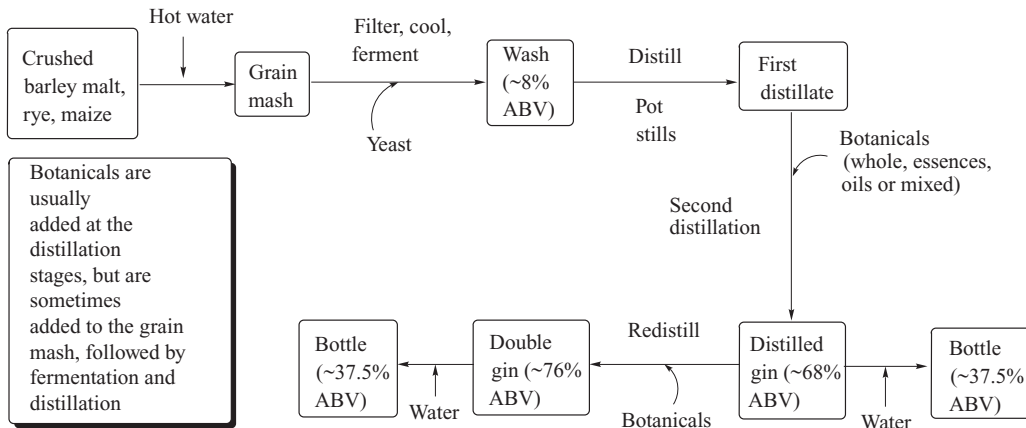 Hot water
Crushed
barley malt,
rye, maize
Grain
mash
Filter, cool,
ferment
Yeast
Wash
(~8%
ABV)
Distill
Pot
stills
First
distillate
Botanicals
(whole, essences,
oils or mixed)
Second
distillation
Botanicals are
usually
added at the
distillation
stages, but are
sometimes
added to the grain
mash, followed by
fermentation and
distillation
Bottle
(~37.5%
ABV)
Water
Double
gin (~76%
ABV)
Redistill
Botanicals
Distilled
gin (~68%
ABV)
Water
Bottle
(~37.5%
ABV)